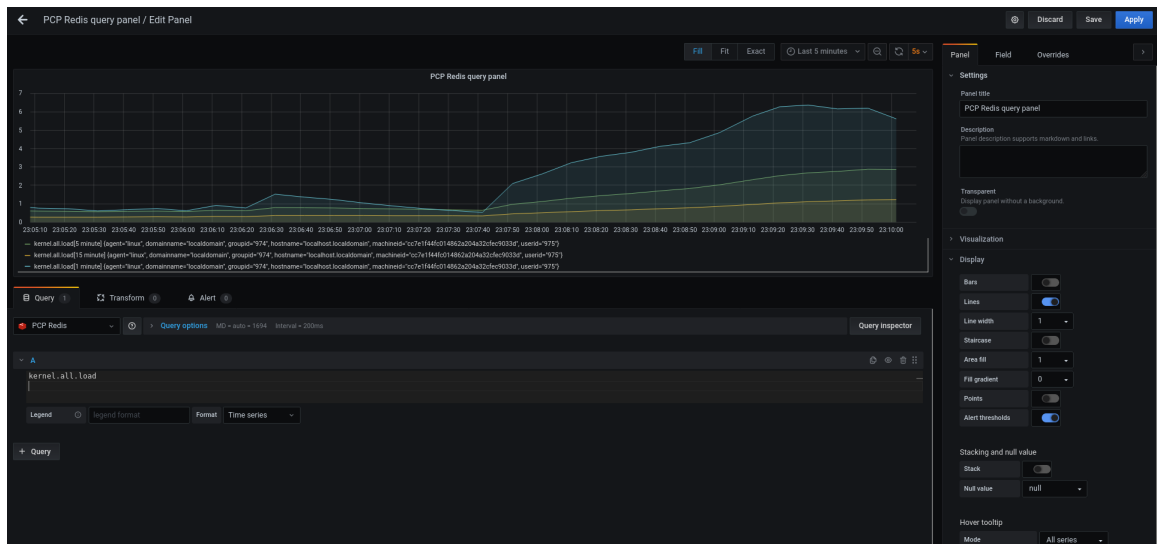 PCP Redis query panel / Edit Panel
Discard Save Apply
Fill Fit Exact Last 5 minutes 5s
Panel Field Overrides
PCP Redis query panel
7
6
5
4
3
2
1
0
23:05:10 23:05:20 23:05:30 23:05:40 23:05:50 23:06:00 23:06:10 23:06:20 23:06:30 23:06:40 23:06:50 23:07:00 23:07:10 23:07:20 23:07:30 23:07:40 23:07:50 23:08:00 23:08:10 23:08:20 23:08:30 23:08:40 23:08:50 23:09:00 23:09:10 23:09:20 23:09:30 23:09:40 23:09:50 23:10:00
kernel.all.load[5 minute] {agent="linux", domainname="localdomain", groupid="974", hostname="localhost.localdomain", machineid="cc7e1f44fc014862a204a32cfec9033d", userid="975"}
kernel.all.load[15 minute] {agent="linux", domainname="localdomain", groupid="974", hostname="localhost.localdomain", machineid="cc7e1f44fc014862a204a32cfec9033d", userid="975"}
kernel.all.load[1 minute] {agent="linux", domainname="localdomain", groupid="974", hostname="localhost.localdomain", machineid="cc7e1f44fc014862a204a32cfec9033d", userid="975"}
Query 1 Transform 0 Alert 0
PCP Redis Query options MD = auto = 1694 Interval = 200ms Query inspector
A
kernel.all.load
Legend legend format Format Time series
+ Query
Settings
Panel title
PCP Redis query panel
Description
Panel description supports markdown and links.
Transparent
Display panel without a background.
Visualization
Display
Bars
Lines
Line width 1
Staircase
Area fill 1
Fill gradient 0
Points
Alert thresholds
Stacking and null value
Stack
Null value null
Hover tooltip
Mode All series